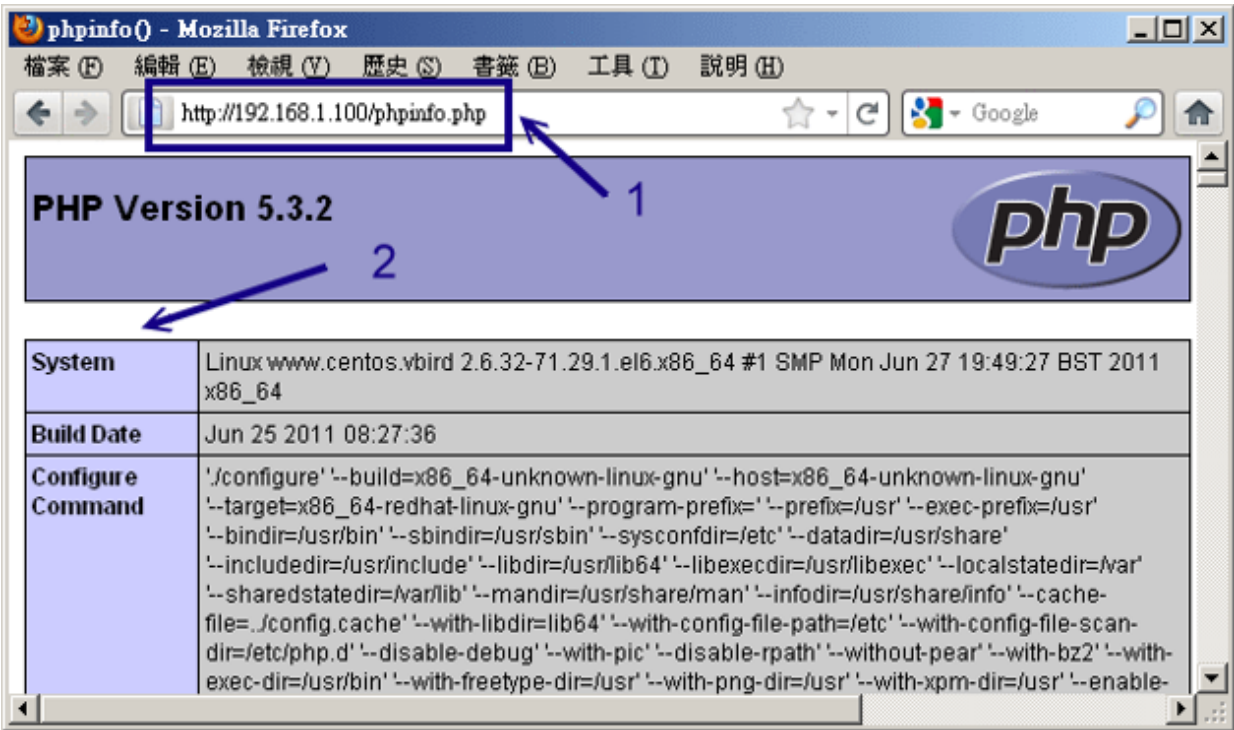 phpinfo() - Mozilla Firefox
檔案(F) 編輯(E) 檢視(V) 歷史(S) 書籤(B) 工具(T) 說明(H)
http://192.168.1.100/phpinfo.php Google
1
PHP Version 5.3.2 php
2
System Linux www.centos.vbird 2.6.32-71.29.1.el6.x86_64 #1 SMP Mon Jun 27 19:49:27 BST 2011
x86_64
Build Date Jun 25 2011 08:27:36
Configure './configure' '--build=x86_64-unknown-linux-gnu' '--host=x86_64-unknown-linux-gnu'
Command '--target=x86_64-redhat-linux-gnu' '--program-prefix=' '--prefix=/usr' '--exec-prefix=/usr'
'--bindir=/usr/bin' '--sbindir=/usr/sbin' '--sysconfdir=/etc' '--datadir=/usr/share'
'--includedir=/usr/include' '--libdir=/usr/lib64' '--libexecdir=/usr/libexec' '--localstatedir=/var'
'--sharedstatedir=/var/lib' '--mandir=/usr/share/man' '--infodir=/usr/share/info' '--cache-
file=../config.cache' '--with-libdir=lib64' '--with-config-file-path=/etc' '--with-config-file-scan-
dir=/etc/php.d' '--disable-debug' '--with-pic' '--disable-rpath' '--without-pear' '--with-bz2' '--with-
exec-dir=/usr/bin' '--with-freetype-dir=/usr' '--with-png-dir=/usr' '--with-xpm-dir=/usr' '--enable-